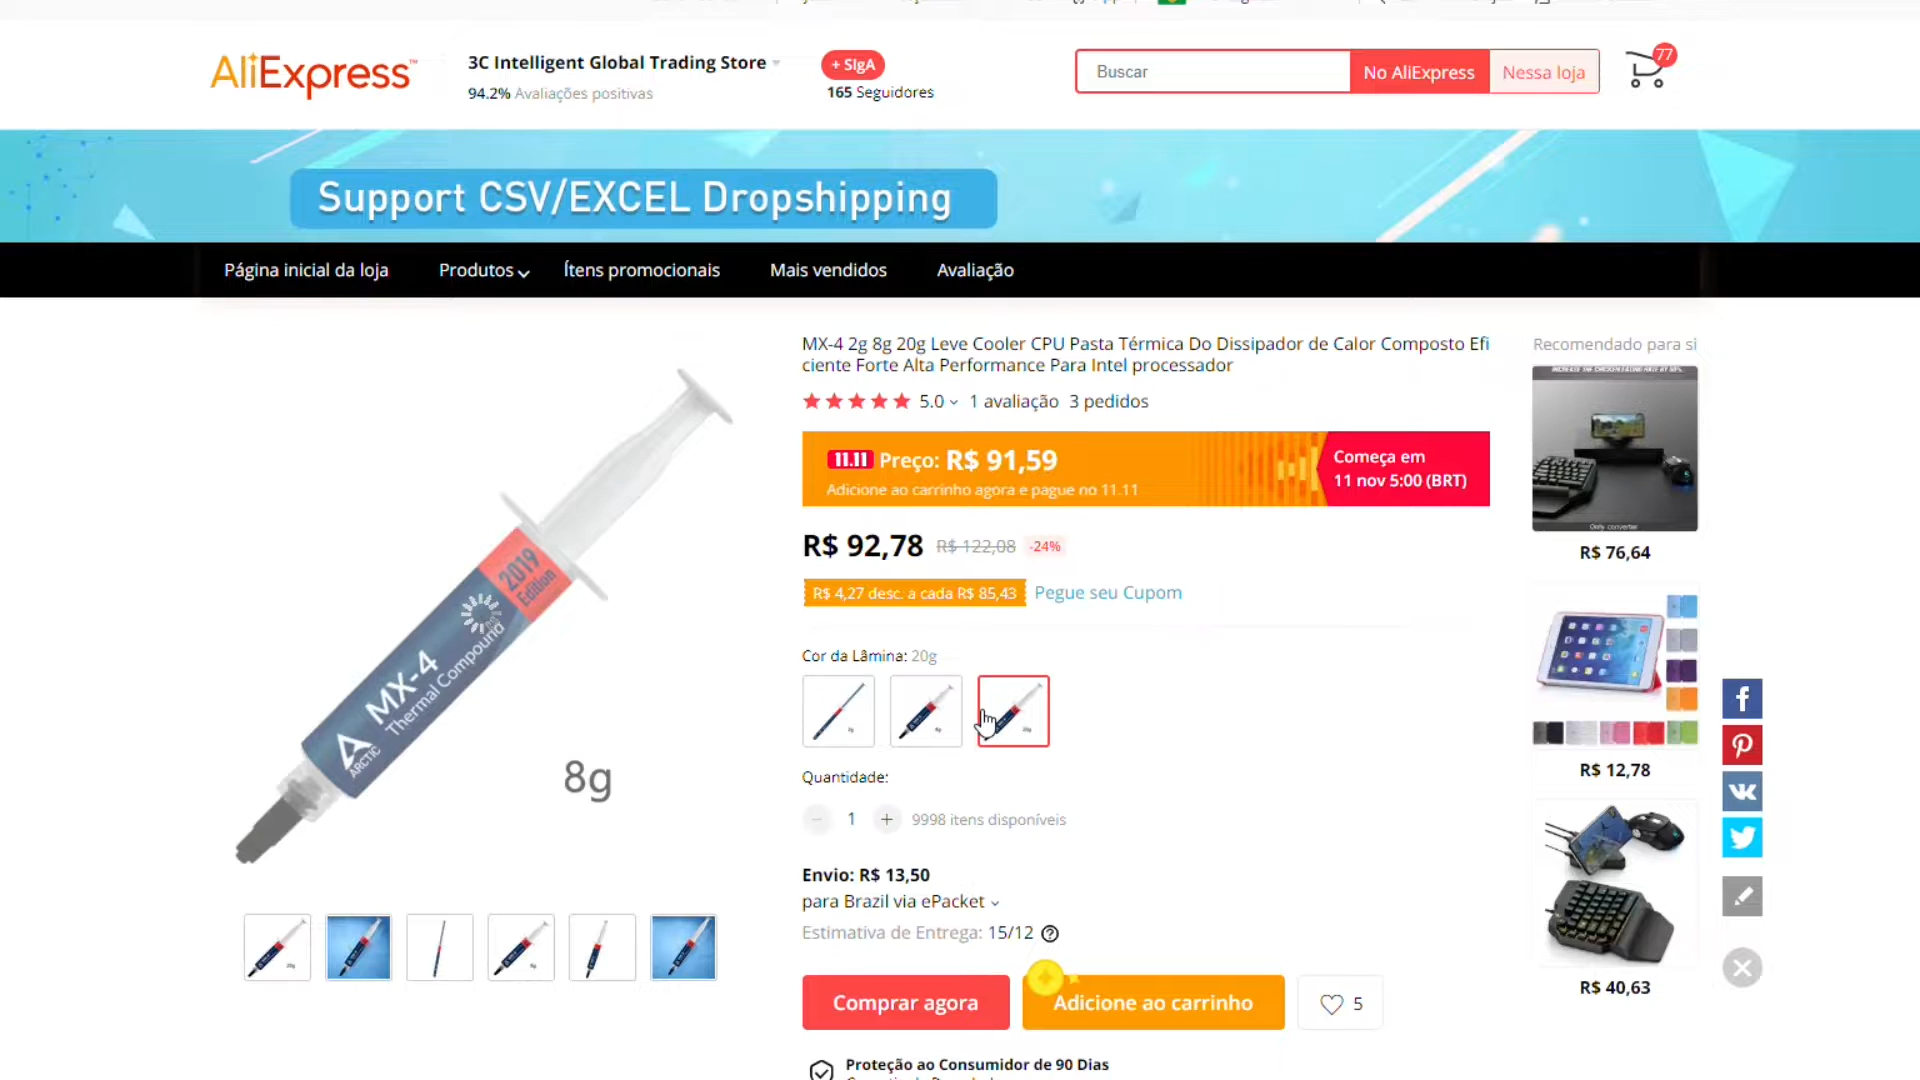 AliExpress™
3C Intelligent Global Trading Store
94.2% Avaliações positivas
+ SIgA
165 Seguidores
Buscar
No AliExpress
Nessa loja
77
Support CSV/EXCEL Dropshipping
Página inicial da loja
Produtos
Ítens promocionais
Mais vendidos
Avaliação
MX-4 2g 8g 20g Leve Cooler CPU Pasta Térmica Do Dissipador de Calor Composto Efi
ciente Forte Alta Performance Para Intel processador
5.0
1 avaliação
3 pedidos
11.11 Preço: R$ 91,59
Adicione ao carrinho agora e pague no 11.11
Começa em
11 nov 5:00 (BRT)
R$ 92,78
R$ 122,08
-24%
R$ 4,27 desc. a cada R$ 85,43
Pegue seu Cupom
Cor da Lâmina: 20g
Quantidade:
1
9998 itens disponíveis
Envio: R$ 13,50
para Brazil via ePacket
Estimativa de Entrega: 15/12
Comprar agora
Adicione ao carrinho
5
Proteção ao Consumidor de 90 Dias
2019
Edition
MX-4
Thermal Compound
ARCTIC
8g
Recomendado para si
Only converter
R$ 76,64
R$ 12,78
R$ 40,63